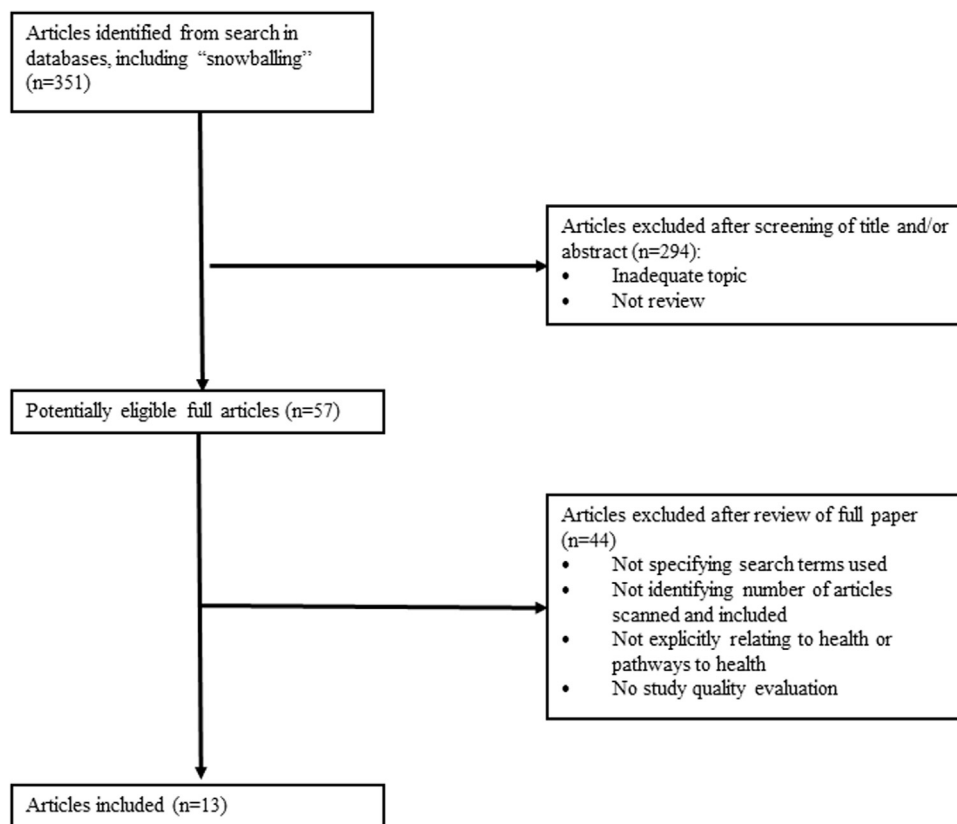 Articles identified from search in
databases, including “snowballing”
(n=351)
Articles excluded after screening of title and/or
abstract (n=294):
• Inadequate topic
• Not review
Potentially eligible full articles (n=57)
Articles excluded after review of full paper
(n=44)
• Not specifying search terms used
• Not identifying number of articles
scanned and included
• Not explicitly relating to health or
pathways to health
• No study quality evaluation
Articles included (n=13)